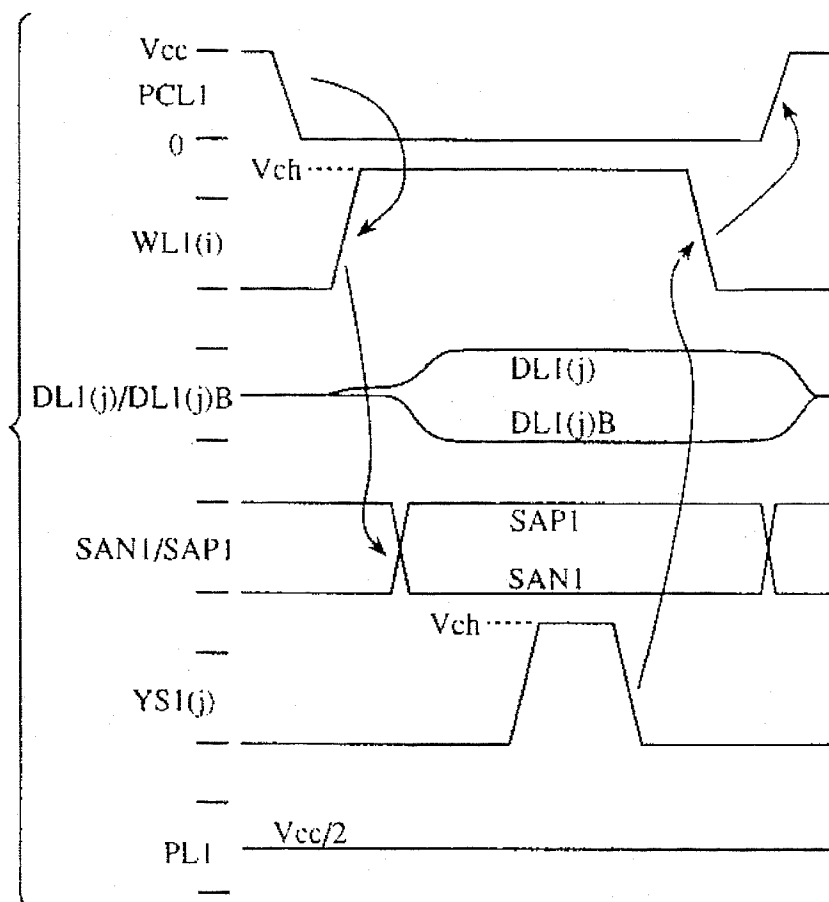 Vcc
PCL1
0
Vch
WL1(i)
DL1(j)
DL1(j)/DL1(j)B
DL1(j)B
SAP1
SAN1/SAP1
SAN1
Vch
YS1(j)
Vcc/2
PL1